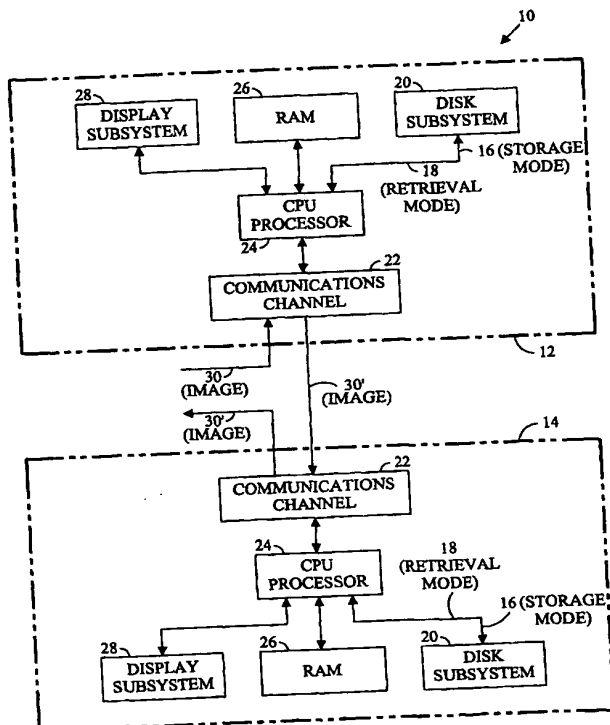 10
28
DISPLAY
SUBSYSTEM
26
RAM
20
DISK
SUBSYSTEM
16 (STORAGE
MODE)
18
(RETRIEVAL
MODE)
CPU
PROCESSOR
24
22
COMMUNICATIONS
CHANNEL
12
30
(IMAGE)
30'
(IMAGE)
30'
(IMAGE)
14
22
COMMUNICATIONS
CHANNEL
24
CPU
PROCESSOR
18
(RETRIEVAL
MODE)
16 (STORAGE
MODE)
28
DISPLAY
SUBSYSTEM
26
RAM
20
DISK
SUBSYSTEM